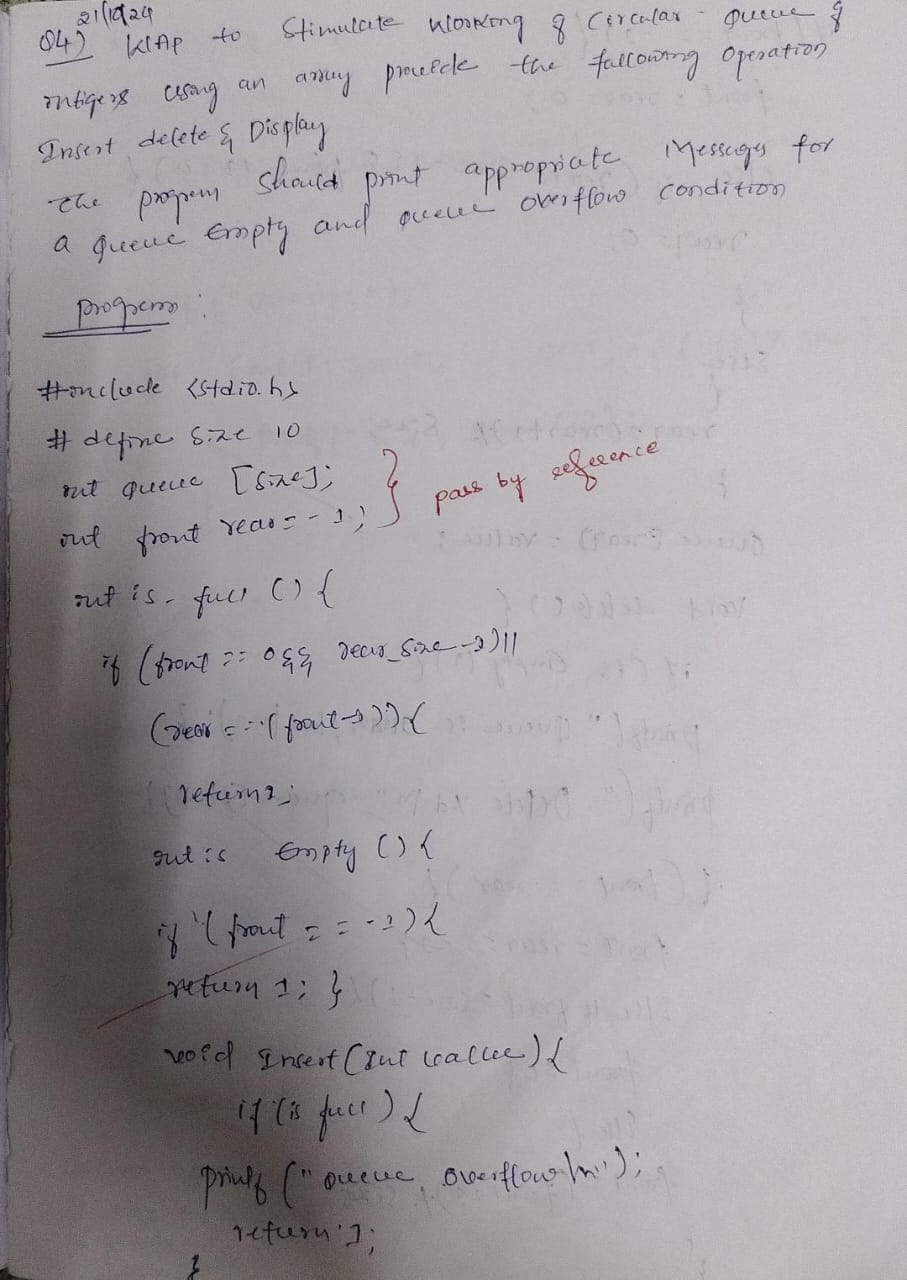 21/10/24
Q4) WAP to Stimulate working of Circular - queue of
intigers using an array proveide the following operation
Insert delete & Display
The program should print appropriate Messages for
a queue Empty and queue overflow condition
program :
#include <stdio.h>
# define Size 10
int queue [size];
int front rear = -1;
} pass by reference
int is- full () {
if (front == 0 && rear_size-1) ||
(rear == (front-1)) {
return 1;
int is Empty () {
if (front == -1) {
return 1; }
void Insert (Int value) {
if (is full) {
printf ("queue overflow\n");
return 1;
}